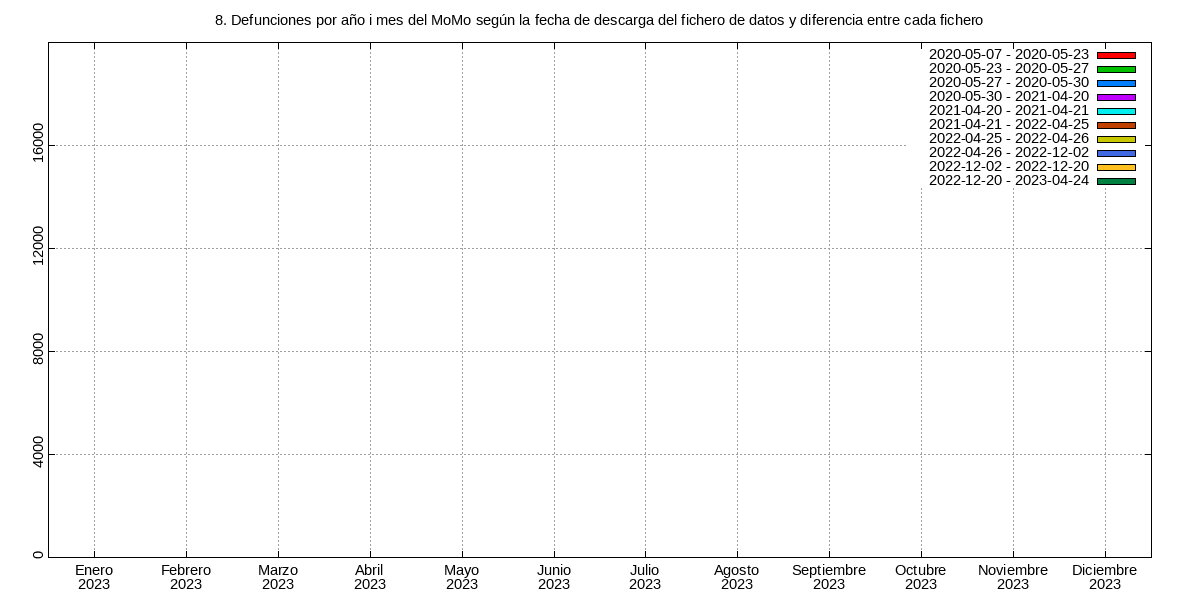 8. Defunciones por año i mes del MoMo según la fecha de descarga del fichero de datos y diferencia entre cada fichero
2020-05-07 - 2020-05-23
2020-05-23 - 2020-05-27
2020-05-27 - 2020-05-30
2020-05-30 - 2021-04-20
2021-04-20 - 2021-04-21
2021-04-21 - 2022-04-25
2022-04-25 - 2022-04-26
2022-04-26 - 2022-12-02
2022-12-02 - 2022-12-20
2022-12-20 - 2023-04-24
16000
12000
8000
4000
0
Enero Febrero Marzo Abril Mayo Junio Julio Agosto Septiembre Octubre Noviembre Diciembre
2023 2023 2023 2023 2023 2023 2023 2023 2023 2023 2023 2023